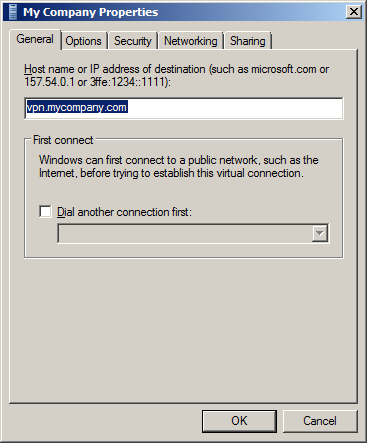 My Company Properties
General Options Security Networking Sharing
Host name or IP address of destination (such as microsoft.com or
157.54.0.1 or 3ffe:1234::1111):
vpn.mycompany.com
First connect
Windows can first connect to a public network, such as the
Internet, before trying to establish this virtual connection.
Dial another connection first:
OK Cancel